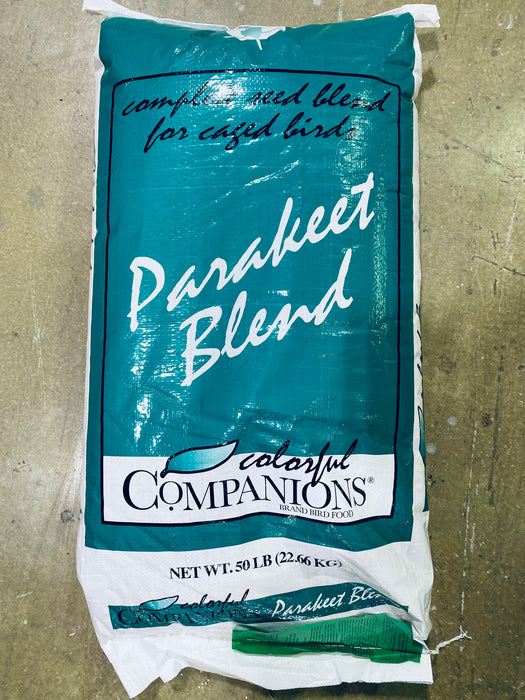 complete seed blend
for caged birds
Parakeet
Blend
colorful
COMPANIONS®
BRAND BIRD FOOD
NET WT. 50 LB (22.66 KG)
colorful
COMPANIONS
Parakeet Blend